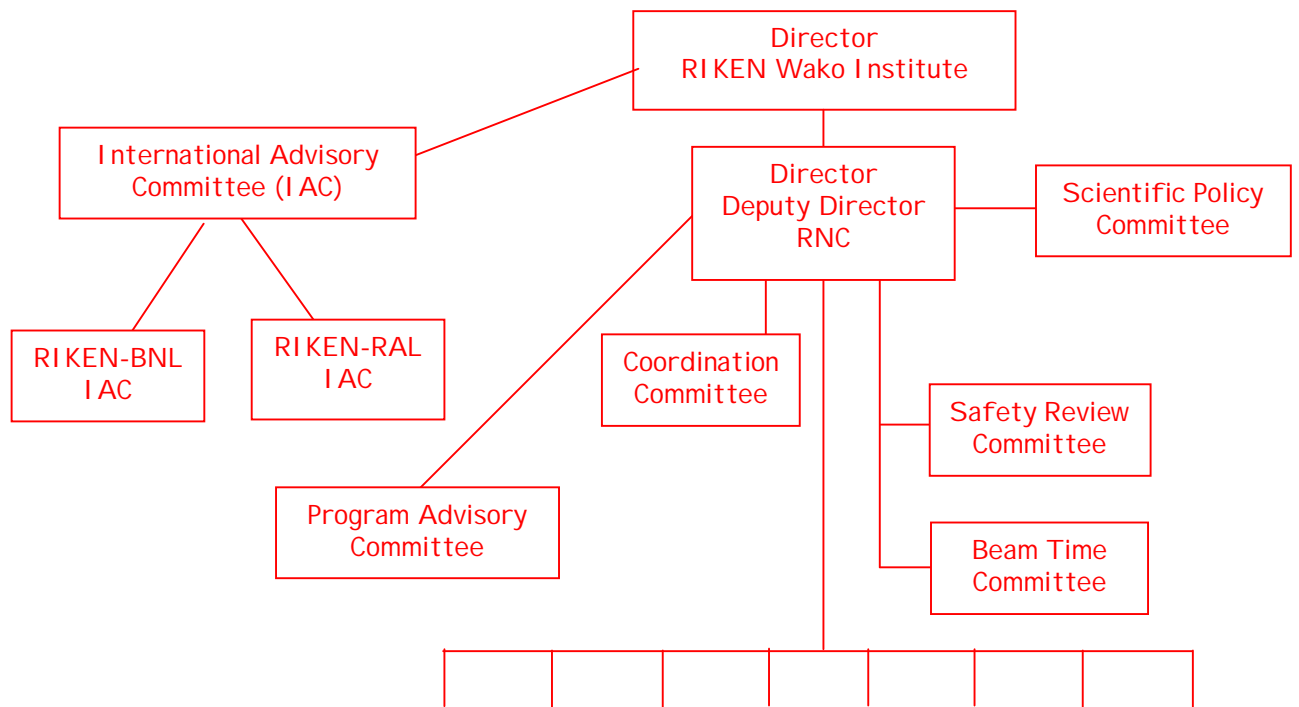 Director
RIKEN Wako Institute
International Advisory
Committee (IAC)
Director
Deputy Director
RNC
Scientific Policy
Committee
RIKEN-BNL
IAC
RIKEN-RAL
IAC
Coordination
Committee
Safety Review
Committee
Program Advisory
Committee
Beam Time
Committee